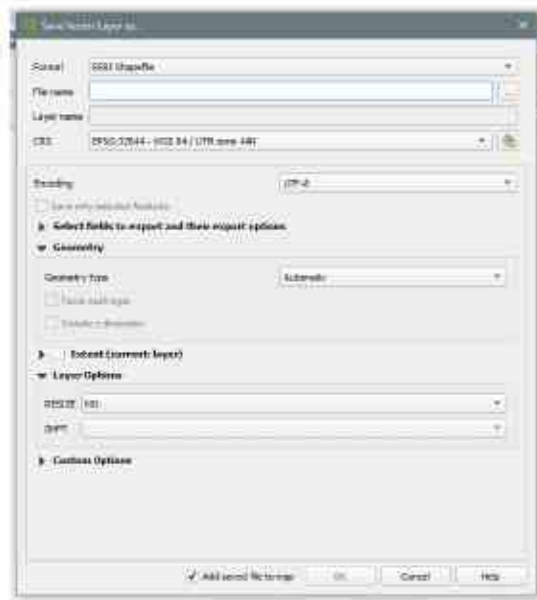 Save Vector Layer as...
Format ESRI Shapefile
File name
Layer name
CRS EPSG:32644 - WGS 84 / UTM zone 44N
Encoding UTF-8
Save only selected features
Select fields to export and their export options
Geometry
Geometry type Automatic
Force multi-type
Include z-dimension
Extent (current: layer)
Layer Options
RESIZE NO
SHPT
Custom Options
Add saved file to map OK Cancel Help